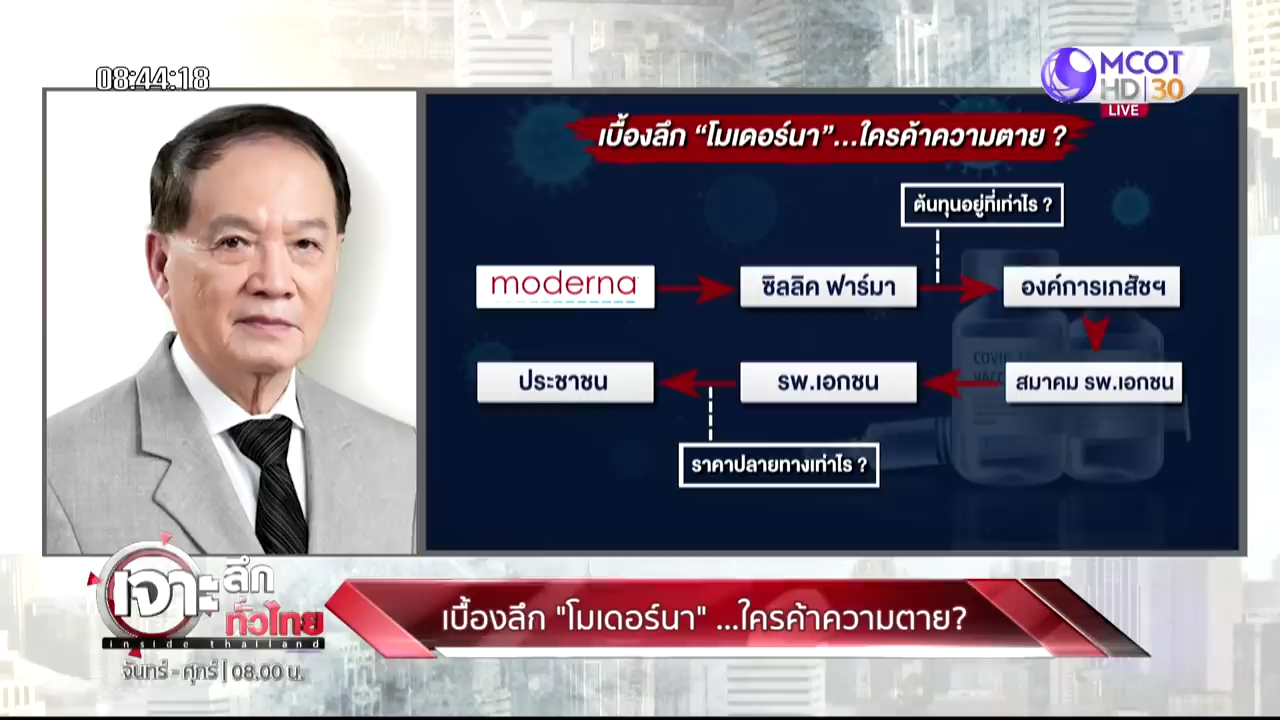 08:44:18
MCOT
HD 30
LIVE
เบื้องลึก “โมเดอร์นา”...ใครค้าความตาย ?
ต้นทุนอยู่ที่เท่าไร ?
moderna
ซิลลิค ฟาร์มา
องค์การเภสัชฯ
ประชาชน
รพ.เอกชน
สมาคม รพ.เอกชน
ราคาปลายทางเท่าไร ?
COVID
VACC
เจาะลึก
ทั่วไทย
inside thailand
เบื้องลึก "โมเดอร์นา" ...ใครค้าความตาย?
จันทร์ - ศุกร์ | 08.00 น.